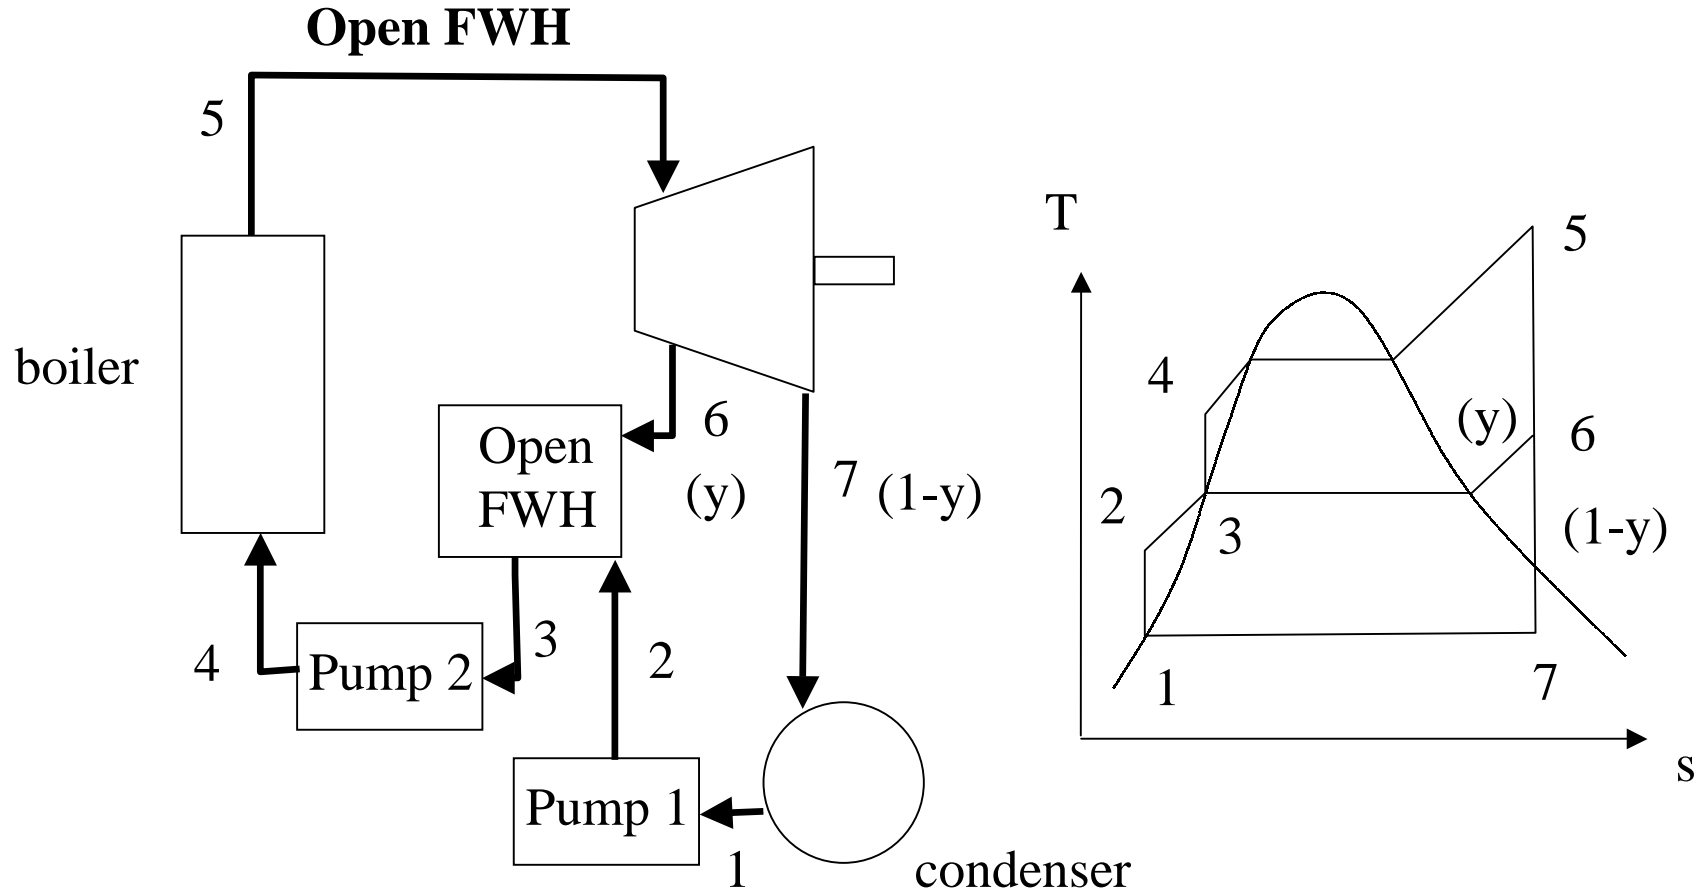 Open FWH
5
boiler
Open
FWH
6
(y)
7
(1-y)
4
Pump 2
3
2
Pump 1
1
condenser
T
5
4
(y)
6
2
3
(1-y)
1
7
s